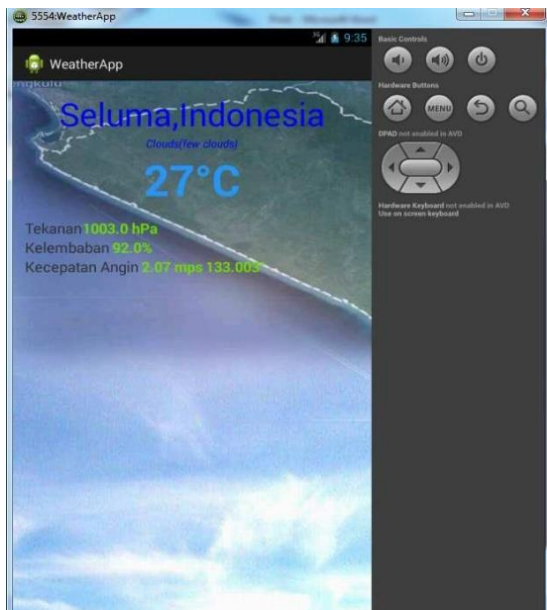 5554:WeatherApp
3G 9:35
WeatherApp
ngkulu
Seluma,Indonesia
Clouds(few clouds)
27°C
Tekanan 1003.0 hPa
Kelembaban 92.0%
Kecepatan Angin 2.07 mps 133.003°
Basic Controls
Hardware Buttons
MENU
DPAD not enabled in AVD
Hardware Keyboard not enabled in AVD
Use on screen keyboard